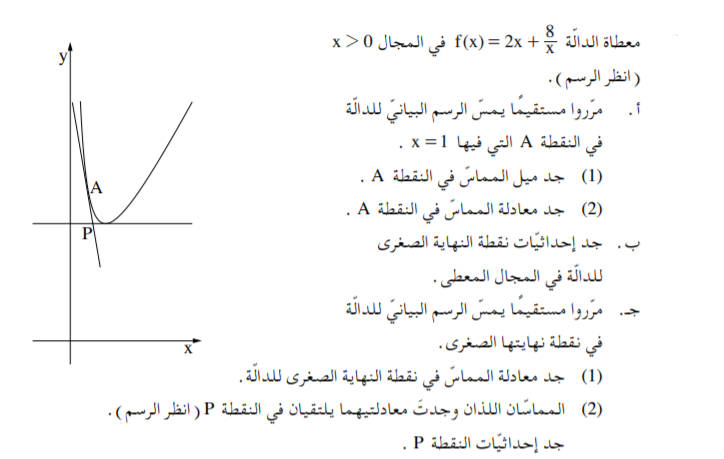 معطاة الدالّة f(x) = 2x + 8/x في المجال x > 0
(انظر الرسم).
أ. مرّروا مستقيمًا يمسّ الرسم البيانيّ للدالّة
في النقطة A التي فيها x = 1 .
(1) جد ميل المماسّ في النقطة A .
(2) جد معادلة المماسّ في النقطة A .
ب. جد إحداثيّات نقطة النهاية الصغرى
للدالّة في المجال المعطى.
جـ. مرّروا مستقيمًا يمسّ الرسم البيانيّ للدالّة
في نقطة نهايتها الصغرى.
(1) جد معادلة المماسّ في نقطة النهاية الصغرى للدالّة.
(2) المماسّان اللذان وجدتَ معادلتيهما يلتقيان في النقطة P (انظر الرسم).
جد إحداثيّات النقطة P .
y
A
P
x